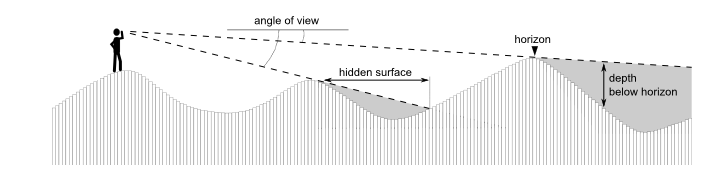 angle of view
horizon
hidden surface
depth
below horizon